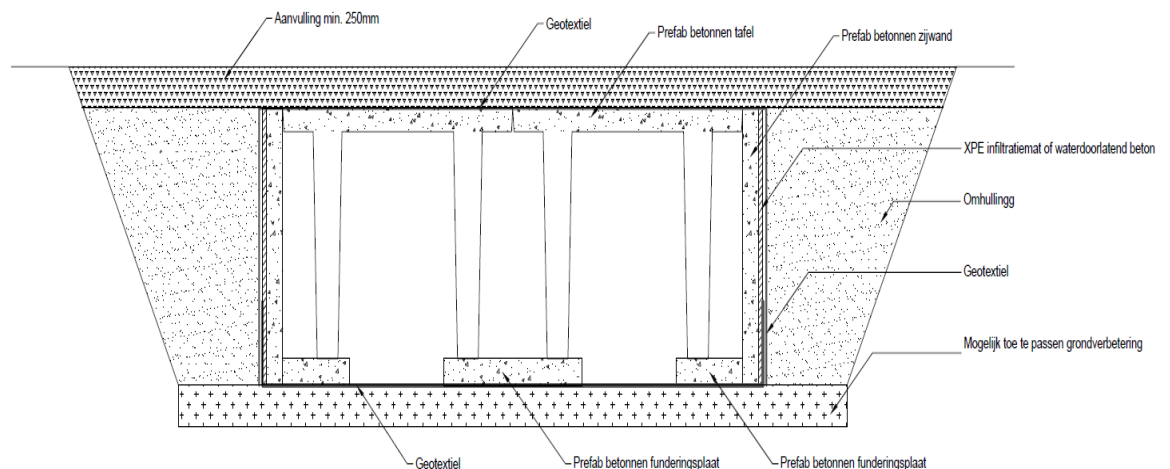 Aanvulling min. 250mm
Geotextiel
Prefab betonnen tafel
Prefab betonnen zijwand
XPE infiltratiemat of waterdoorlatend beton
Omhullingg
Geotextiel
Mogelijk toe te passen grondverbetering
Geotextiel
Prefab betonnen funderingsplaat
Prefab betonnen funderingsplaat